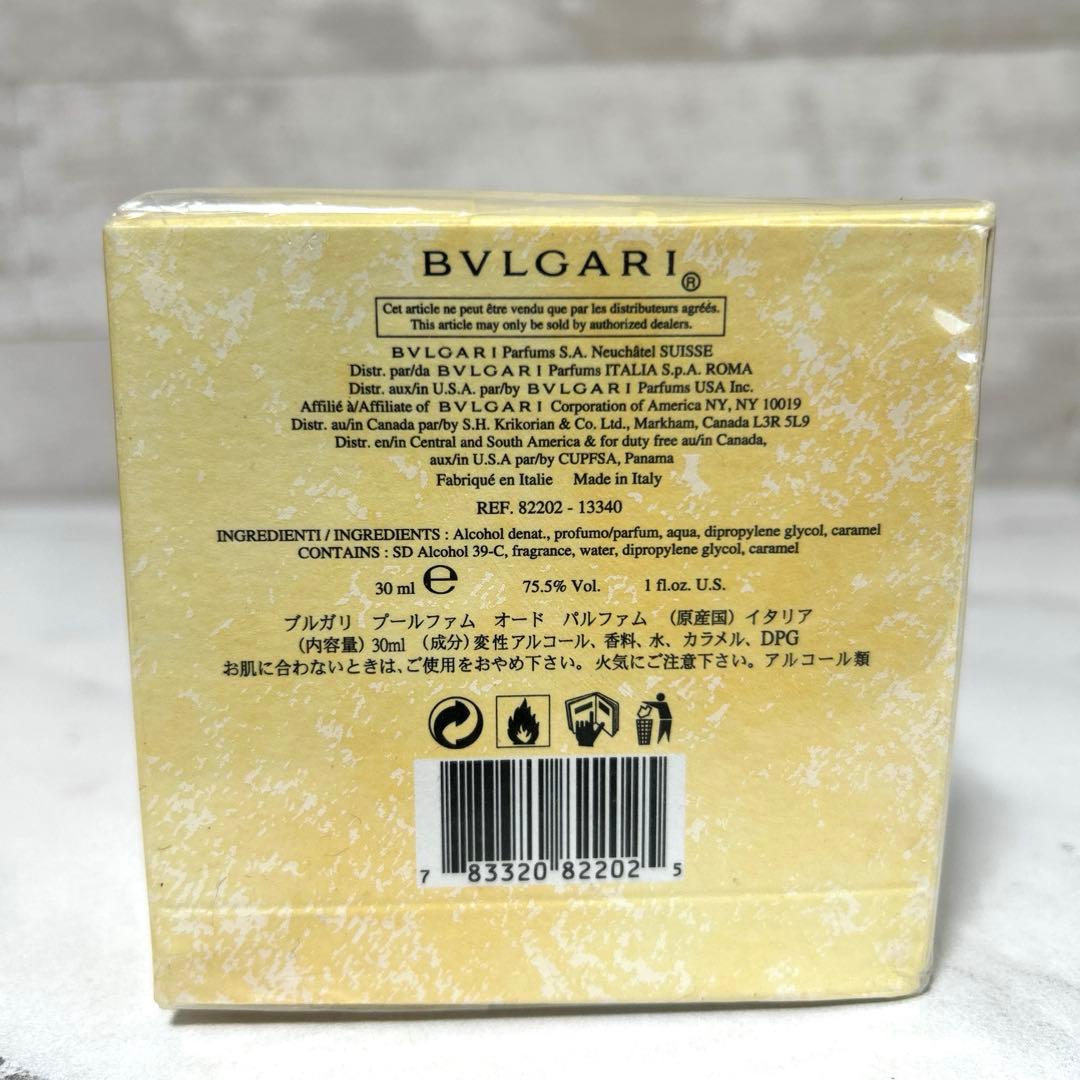 BVLGARI®
Cet article ne peut être vendu que par les distributeurs agréés.
This article may only be sold by authorized dealers.
BVLGARI Parfums S.A. Neuchâtel SUISSE
Distr. par/da BVLGARI Parfums ITALIA S.p.A. ROMA
Distr. aux/in U.S.A. par/by BVLGARI Parfums USA Inc.
Affilié à/Affiliate of BVLGARI Corporation of America NY, NY 10019
Distr. au/in Canada par/by S.H. Krikorian & Co. Ltd., Markham, Canada L3R 5L9
Distr. en/in Central and South America & for duty free au/in Canada,
aux/in U.S.A par/by CUPFSA, Panama
Fabriqué en Italie Made in Italy
REF. 82202 - 13340
INGREDIENTI / INGREDIENTS : Alcohol denat., profumo/parfum, aqua, dipropylene glycol, caramel
CONTAINS : SD Alcohol 39-C, fragrance, water, dipropylene glycol, caramel
30 ml e 75.5% Vol. 1 fl.oz. U.S.
ブルガリ プールファム オード パルファム (原産国) イタリア
(内容量) 30ml (成分) 変性アルコール、香料、水、カラメル、DPG
お肌に合わないときは、ご使用をおやめ下さい。火気にご注意下さい。アルコール類
7 83320 82202 5